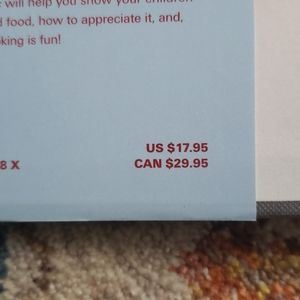 will help you show your children
food, how to appreciate it, and,
king is fun!
US $17.95
8 X
CAN $29.95